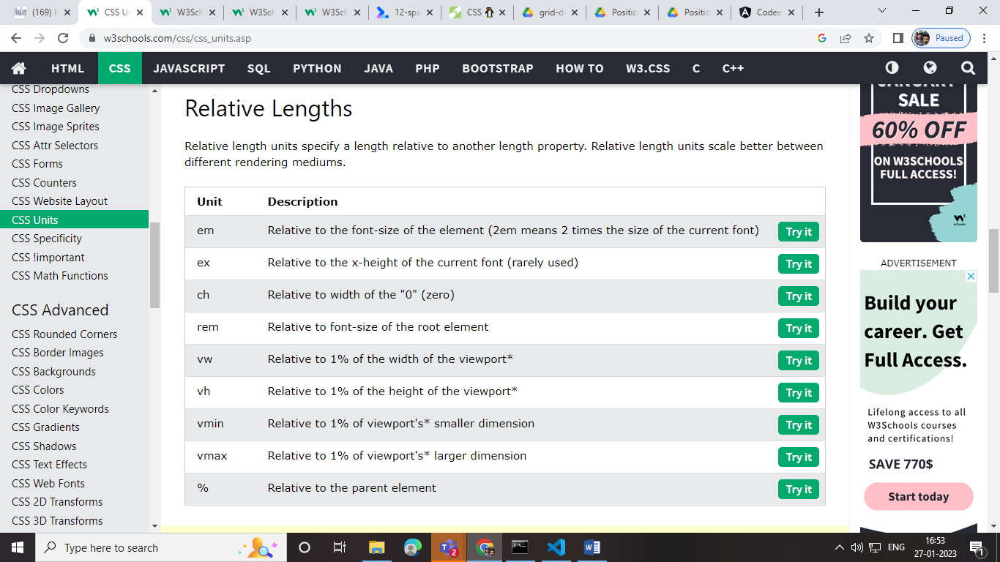 (169) H
CSS Un
W3Sch
W3Sch
W3Sch
12-spa
CSS
grid-de
Positio
Positio
Codee
w3schools.com/css/css_units.asp
Paused
HTML CSS JAVASCRIPT SQL PYTHON JAVA PHP BOOTSTRAP HOW TO W3.CSS C C++
CSS Dropdowns
CSS Image Gallery
CSS Image Sprites
CSS Attr Selectors
CSS Forms
CSS Counters
CSS Website Layout
CSS Units
CSS Specificity
CSS !important
CSS Math Functions
CSS Advanced
CSS Rounded Corners
CSS Border Images
CSS Backgrounds
CSS Colors
CSS Color Keywords
CSS Gradients
CSS Shadows
CSS Text Effects
CSS Web Fonts
CSS 2D Transforms
CSS 3D Transforms
Relative Lengths
Relative length units specify a length relative to another length property. Relative length units scale better between
different rendering mediums.
Unit Description
em Relative to the font-size of the element (2em means 2 times the size of the current font) Try it
ex Relative to the x-height of the current font (rarely used) Try it
ch Relative to width of the "0" (zero) Try it
rem Relative to font-size of the root element Try it
vw Relative to 1% of the width of the viewport* Try it
vh Relative to 1% of the height of the viewport* Try it
vmin Relative to 1% of viewport's* smaller dimension Try it
vmax Relative to 1% of viewport's* larger dimension Try it
% Relative to the parent element Try it
JANUARY
SALE
60% OFF
ON W3SCHOOLS
FULL ACCESS!
schools
ADVERTISEMENT
Build your
career. Get
Full Access.
Lifelong access to all
W3Schools courses
and certifications!
SAVE 770$
Start today
Type here to search
2
ENG
16:53
27-01-2023
1